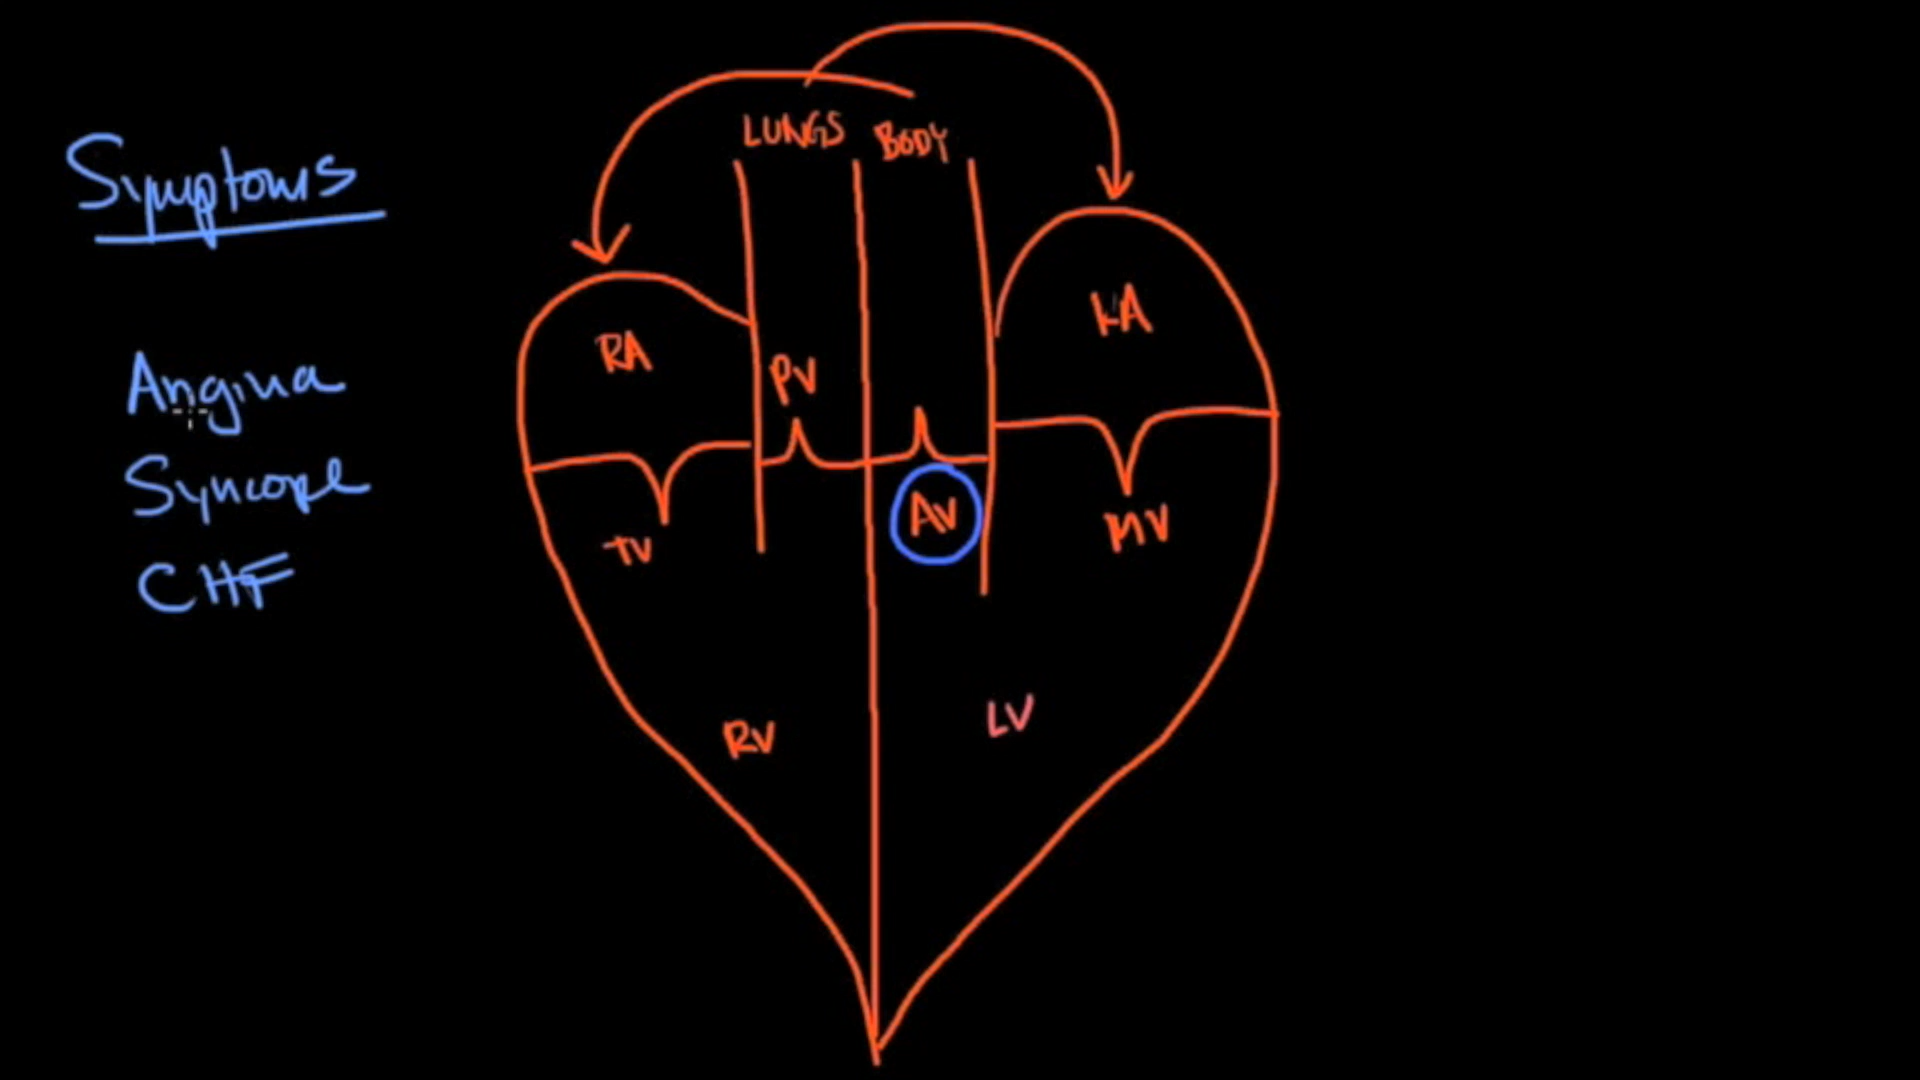 Symptoms
Angina
Syncope
CHF
LUNGS BODY
RA
LA
PV
TV
AV
MV
RV
LV